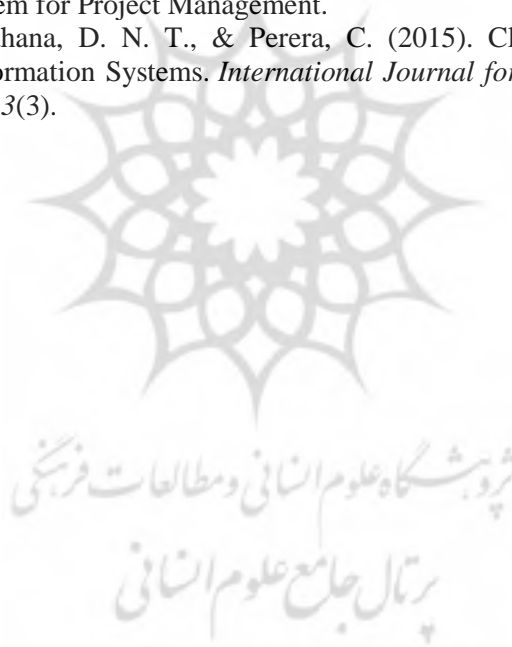 em for Project Management.
hana, D. N. T., & Perera, C. (2015). Cl
ormation Systems. International Journal for
3(3).
پژوهشگاه علوم انسانی و مطالعات فرهنگی
پرتال جامع علوم انسانی